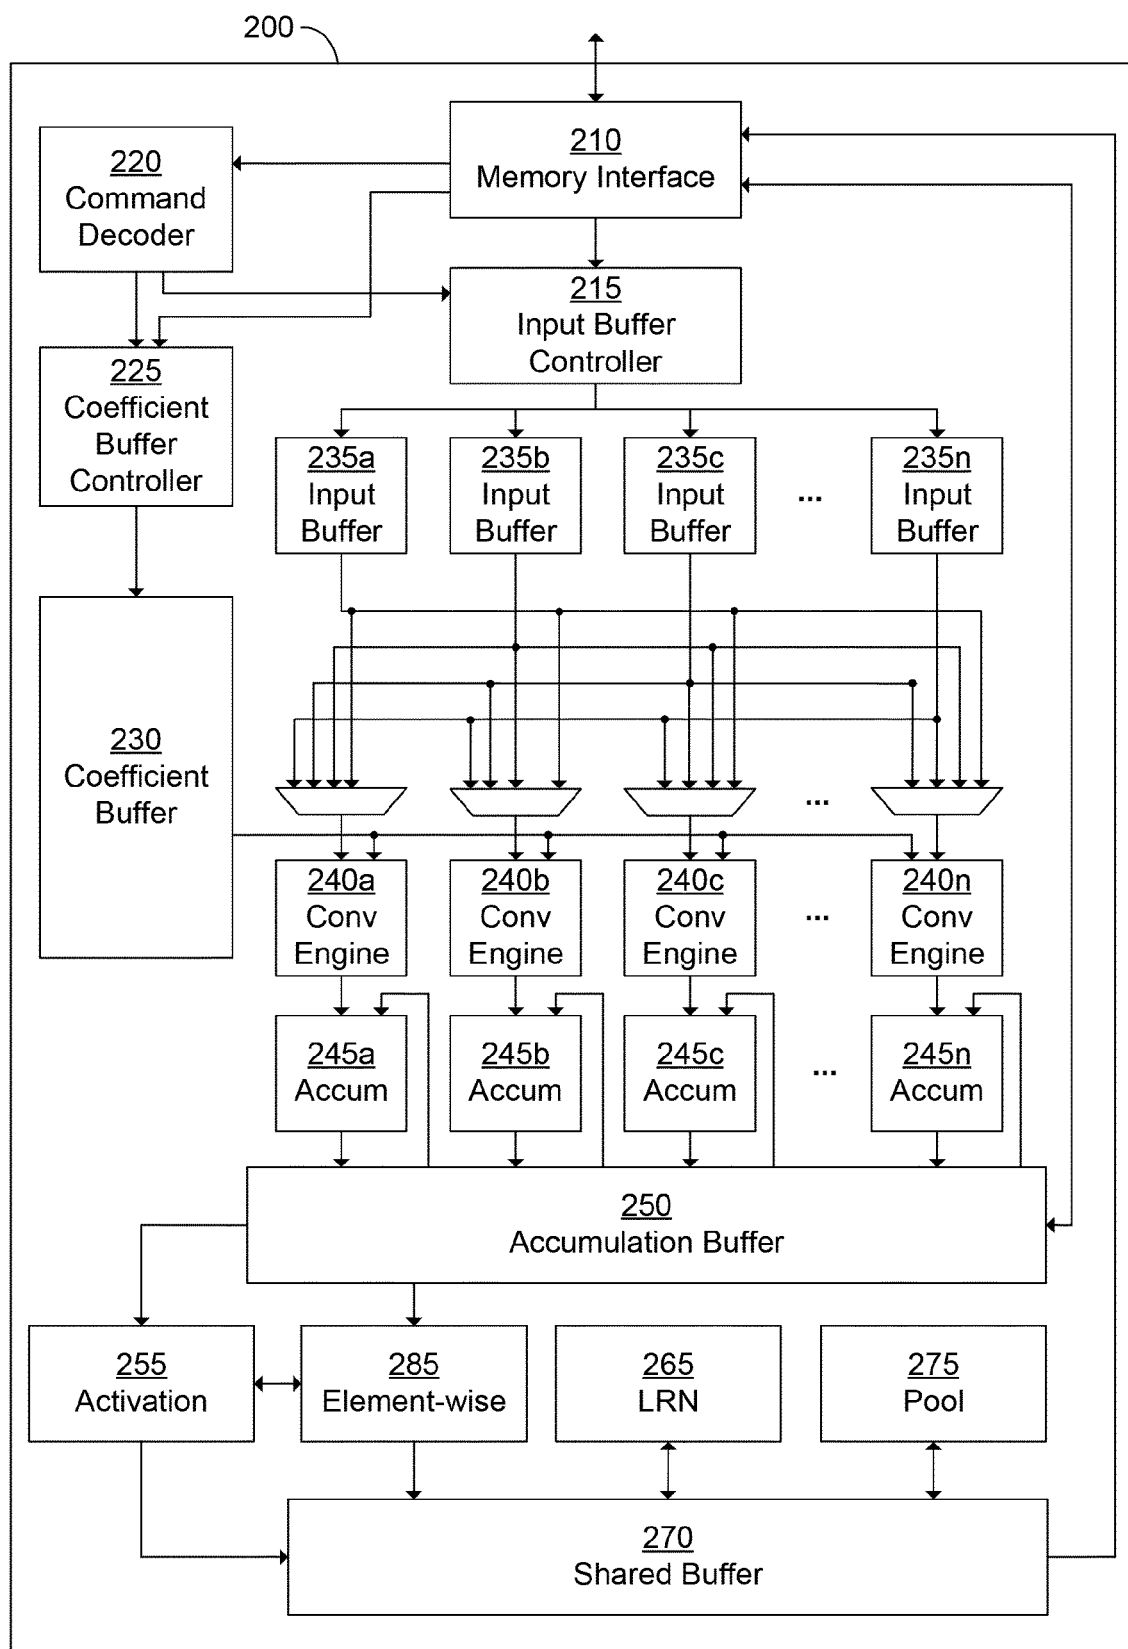 200
210
Memory Interface
220
Command
Decoder
215
Input Buffer
Controller
225
Coefficient
Buffer
Controller
235a
Input
Buffer
235b
Input
Buffer
235c
Input
Buffer
...
235n
Input
Buffer
230
Coefficient
Buffer
...
240a
Conv
Engine
240b
Conv
Engine
240c
Conv
Engine
...
240n
Conv
Engine
245a
Accum
245b
Accum
245c
Accum
...
245n
Accum
250
Accumulation Buffer
255
Activation
285
Element-wise
265
LRN
275
Pool
270
Shared Buffer